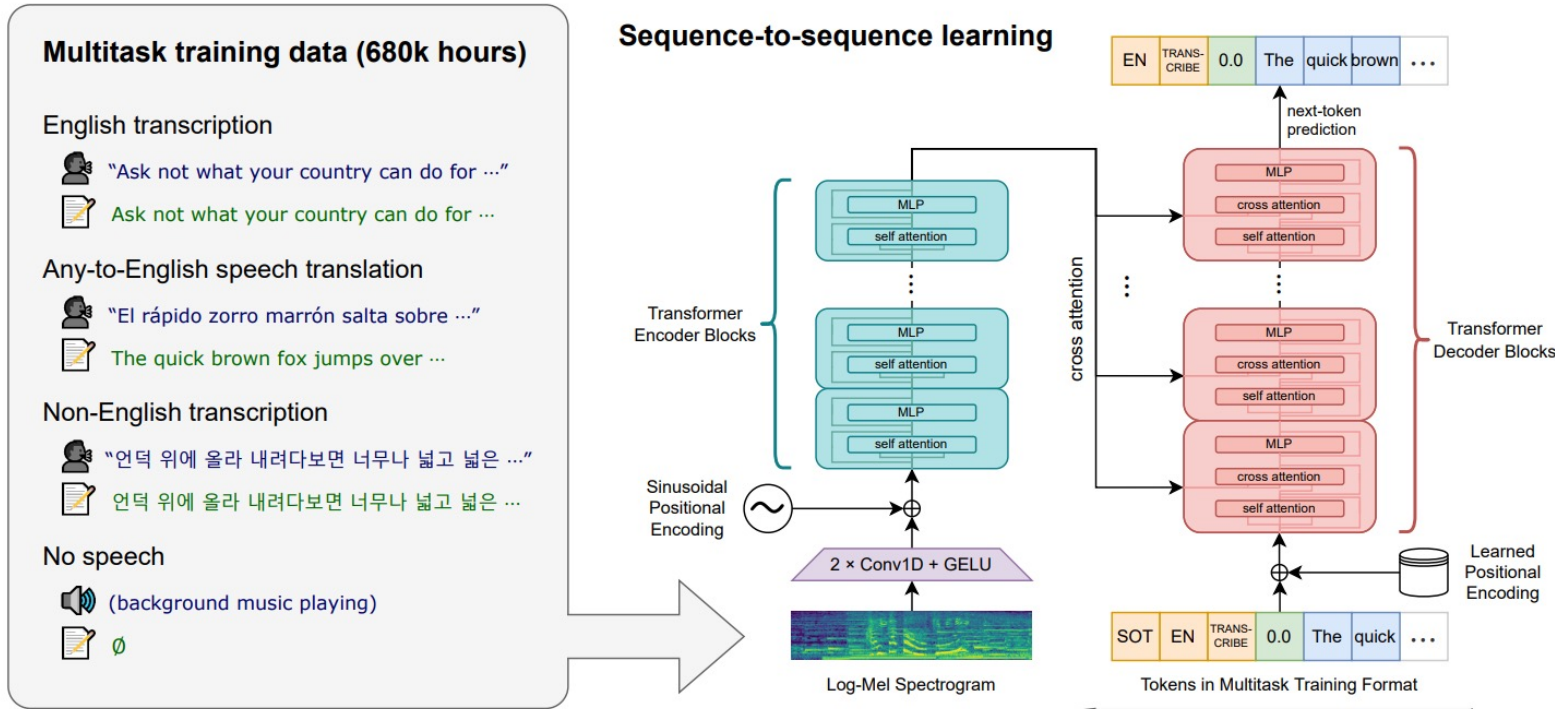 Multitask training data (680k hours)
English transcription
“Ask not what your country can do for ⋯”
Ask not what your country can do for ⋯
Any-to-English speech translation
“El rápido zorro marrón salta sobre ⋯”
The quick brown fox jumps over ⋯
Non-English transcription
“언덕 위에 올라 내려다보면 너무나 넓고 넓은 ⋯”
언덕 위에 올라 내려다보면 너무나 넓고 넓은 ⋯
No speech
(background music playing)
∅
Sequence-to-sequence learning
EN TRANS-CRIBE 0.0 The quick brown ⋯
next-token
prediction
MLP
self attention
⋮
MLP
self attention
MLP
self attention
Transformer
Encoder Blocks
Sinusoidal
Positional
Encoding
2 × Conv1D + GELU
Log-Mel Spectrogram
cross attention
⋮
MLP
cross attention
self attention
⋮
MLP
cross attention
self attention
MLP
cross attention
self attention
Transformer
Decoder Blocks
Learned
Positional
Encoding
SOT EN TRANS-CRIBE 0.0 The quick ⋯
Tokens in Multitask Training Format